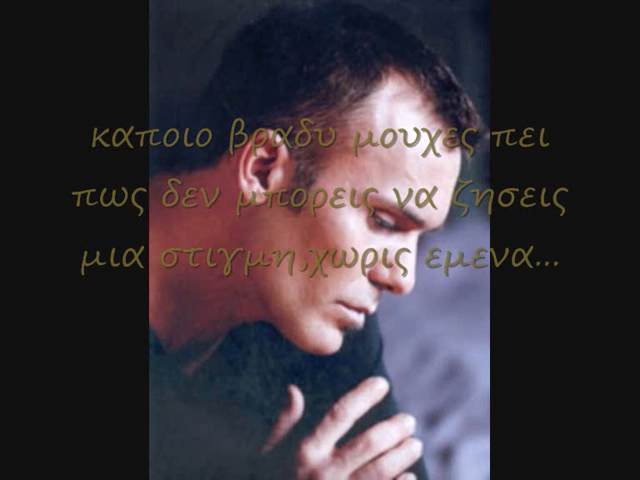 καποιο βραδυ μουχες πει
πως δεν μπορεις να ζησεις
μια στιγμη,χωρις εμενα...